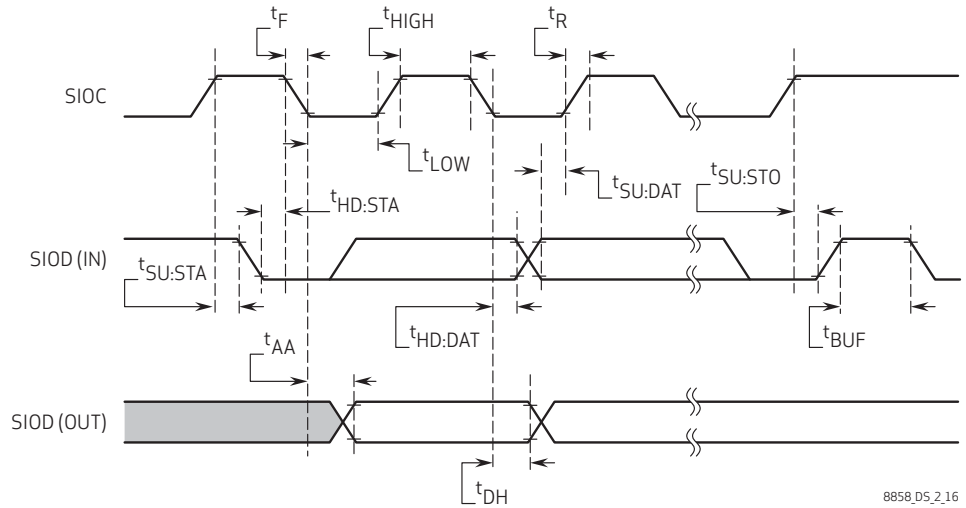 tF
tHIGH
tR
SIOC
tLOW
tSU:DAT
tSU:STO
tHD:STA
SIOD (IN)
tSU:STA
tHD:DAT
tBUF
tAA
SIOD (OUT)
tDH
8858_DS_2_16